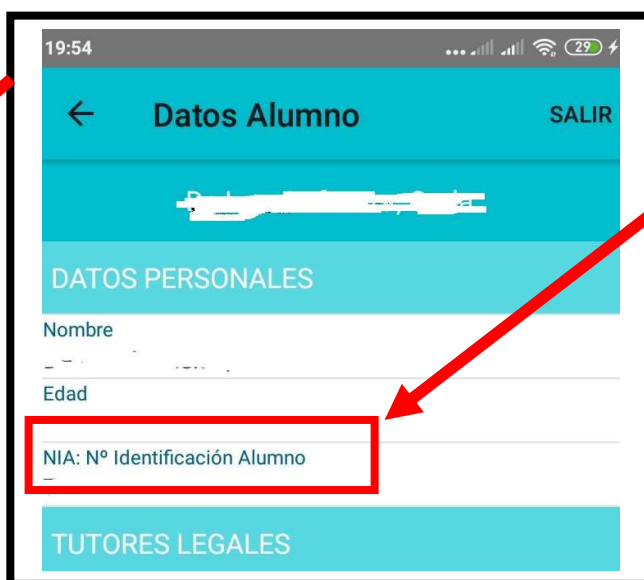 19:54
29
Datos Alumno
SALIR
DATOS PERSONALES
Nombre
Edad
NIA: Nº Identificación Alumno
TUTORES LEGALES